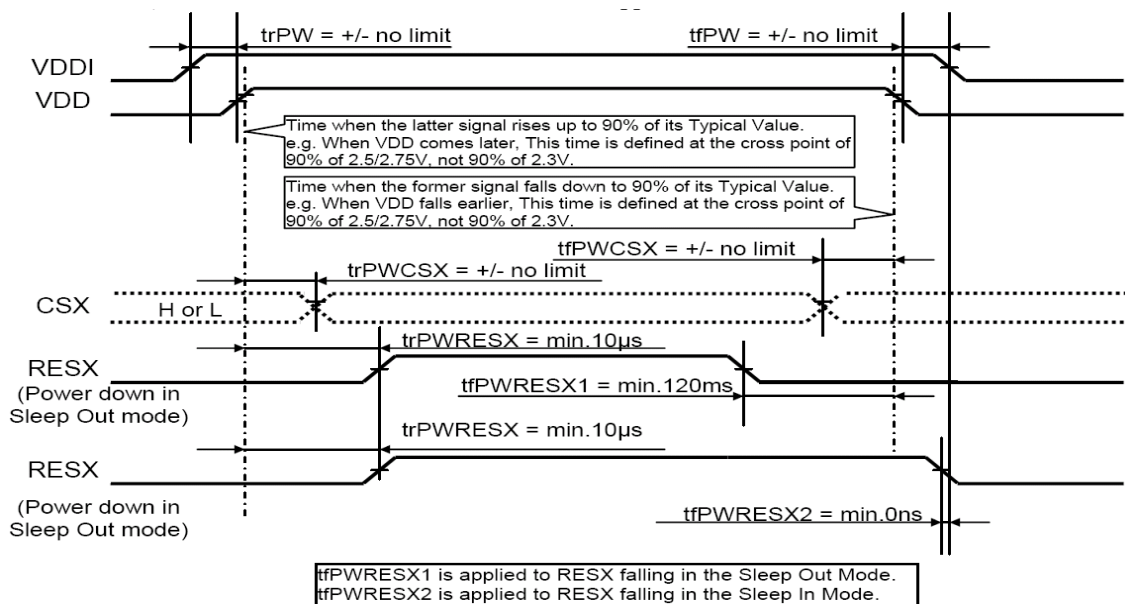 trPW = +/- no limit
tfPW = +/- no limit
VDDI
VDD
Time when the latter signal rises up to 90% of its Typical Value.
e.g. When VDD comes later, This time is defined at the cross point of
90% of 2.5/2.75V, not 90% of 2.3V.
Time when the former signal falls down to 90% of its Typical Value.
e.g. When VDD falls earlier, This time is defined at the cross point of
90% of 2.5/2.75V, not 90% of 2.3V.
tfPWCSX = +/- no limit
trPWCSX = +/- no limit
CSX
H or L
trPWRESX = min.10µs
RESX
(Power down in
Sleep Out mode)
tfPWRESX1 = min.120ms
trPWRESX = min.10µs
RESX
(Power down in
Sleep Out mode)
tfPWRESX2 = min.0ns
tfPWRESX1 is applied to RESX falling in the Sleep Out Mode.
tfPWRESX2 is applied to RESX falling in the Sleep In Mode.